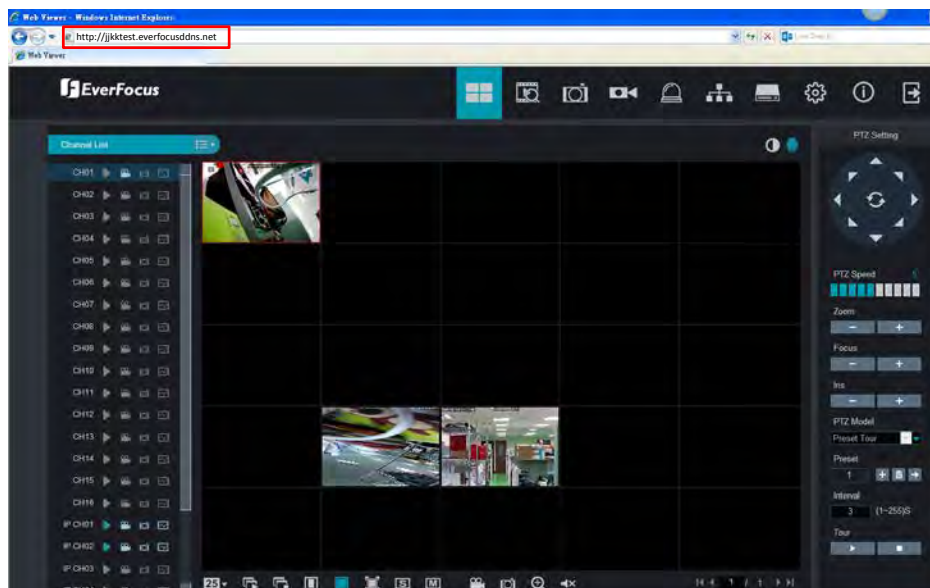 Web Viewer - Windows Internet Explorer
http://jjkktest.everfocusddns.net
Web Viewer
EverFocus
PTZ Setting
Channel List
CH01
CH02
CH03
CH04
CH05
CH06
CH07
CH08
CH09
CH10
CH11
CH12
CH13
CH14
CH15
CH16
IP CH01
IP CH02
IP CH03
PTZ Speed 5
Zoom
- +
Focus
- +
Iris
- +
PTZ Model
Preset Tour
Preset
1
Interval
3 (1~255)S
Tour
25
S
M
1 / 1